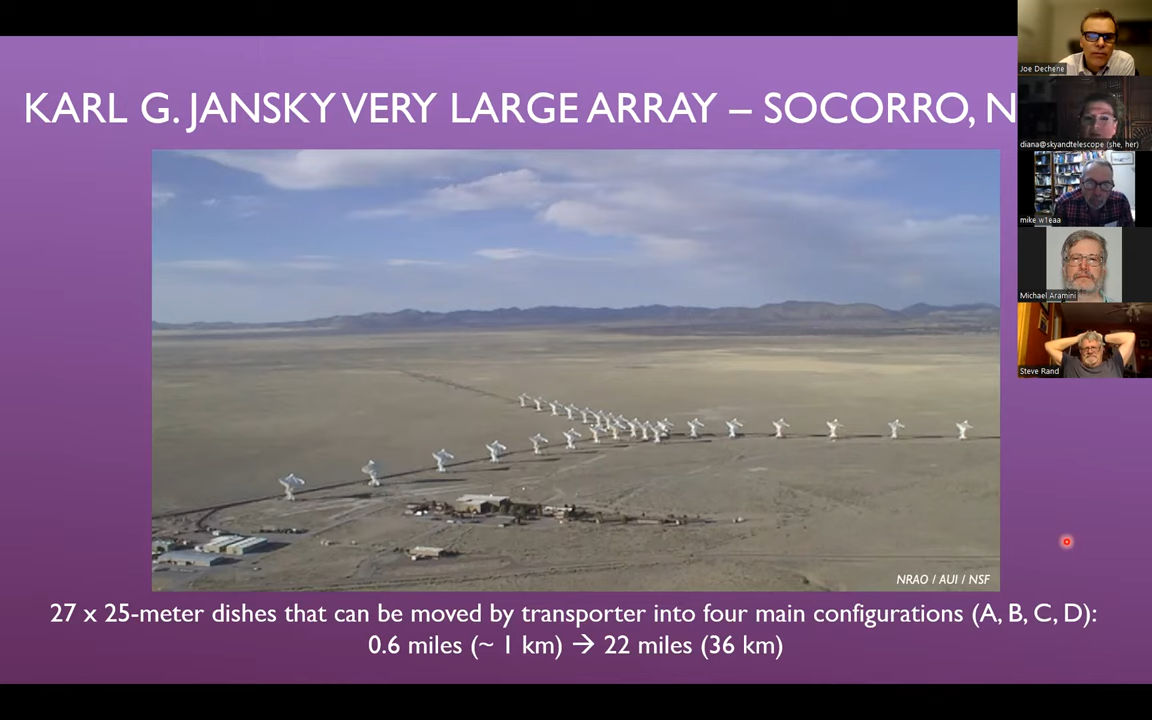 KARL G. JANSKY VERY LARGE ARRAY – SOCORRO, N
NRAO / AUI / NSF
27 x 25-meter dishes that can be moved by transporter into four main configurations (A, B, C, D):
0.6 miles (~ 1 km) → 22 miles (36 km)
Joe Dechene
diana@skyandtelescope (she, her)
mike w1eaa
Michael Aramini
Steve Rand